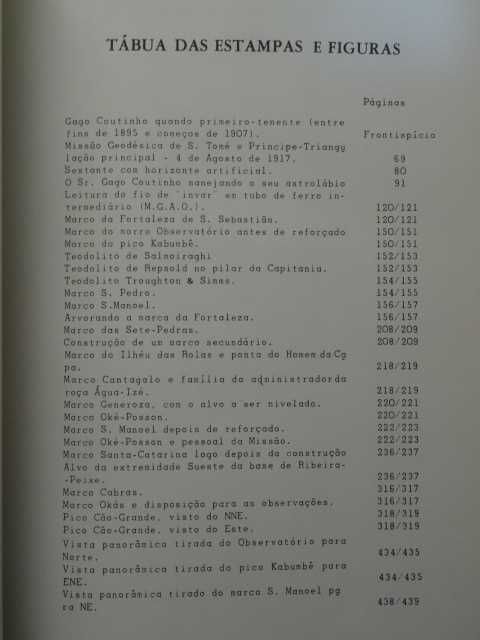 TÁBUA DAS ESTAMPAS E FIGURAS
Páginas
Gago Coutinho quando primeiro-tenente (entre
fins de 1895 e começos de 1907). Frontispício
Missão Geodésica de S. Tomé e Principe-Triangu
lação principal - 4 de Agosto de 1917. 69
Sextante com horizonte artificial. 80
O Sr. Gago Coutinho manejando o seu astrolábio 91
Leitura do fio de "invar" em tubo de ferro in-
termediário (M.G.A.O.). 120/121
Marco da Fortaleza de S. Sebastião. 120/121
Marco do morro Observatório antes de reforçado 150/151
Marco do pico Kabumbê. 150/151
Teodolito de Salmoiraghi 152/153
Teodolito de Repsold no pilar da Capitania. 152/153
Teodolito Troughton & Simms. 154/155
Marco S. Pedro. 154/155
Marco S.Manoel. 156/157
Arvorando a marca da Fortaleza. 156/157
Marco das Sete-Pedras. 208/209
Construção de um marco secundário. 208/209
Marco do Ilhéu das Rolas e ponta do Homem da Ca
pa. 218/219
Marco Cantagalo e família do administradorda
roça Água-Izé. 218/219
Marco Generoza, com o alvo a ser nivelado. 220/221
Marco Oké-Posson. 220/221
Marco S. Manoel depois de reforçado. 222/223
Marco Oké-Posson e pessoal da Missão. 222/223
Marco Santa-Catarina logo depois da construção 236/237
Alvo da extremidade Sueste da base de Ribeira-
-Peixe. 236/237
Marco Cabras. 316/317
Marco Okás e disposição para as observações. 316/317
Pico Cão-Grande, visto do NNE. 318/319
Pico Cão-Grande, visto do Este. 318/319
Vista panorâmica tirada do Observatório para
Norte. 434/435
Vista panorâmica tirada do pico Kabumbê para
ENE. 434/435
Vista panorâmica tirado do marco S. Manoel pa
ra NE. 438/439